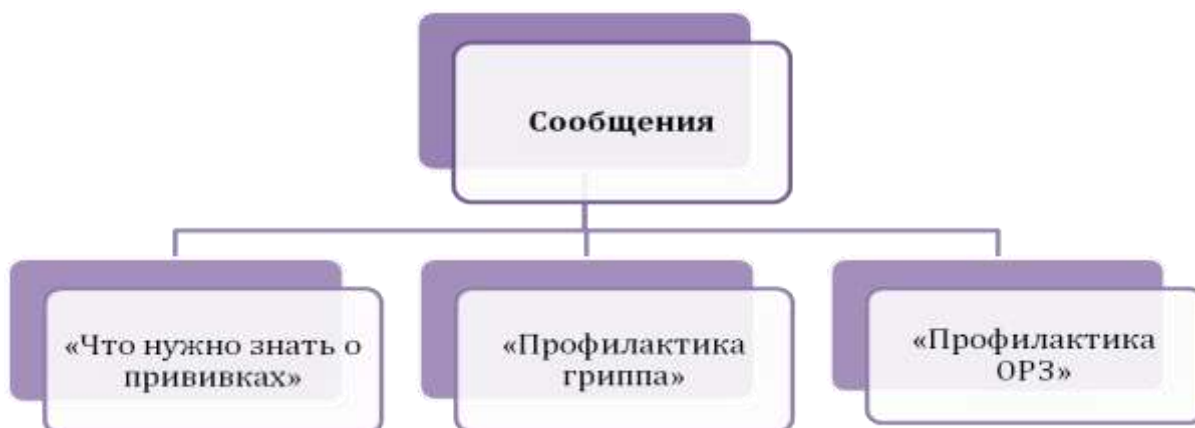 Сообщения
«Что нужно знать о
прививках»
«Профилактика
гриппа»
«Профилактика
ОРЗ»